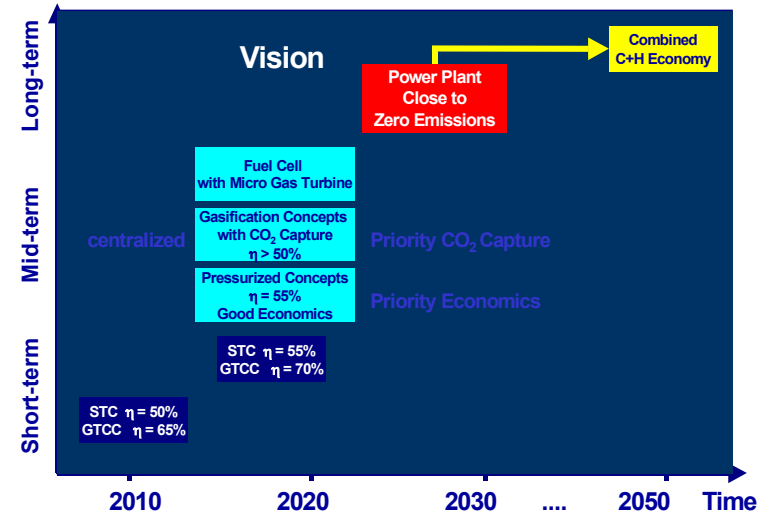 Long-term
Vision
Combined
C+H Economy
Power Plant
Close to
Zero Emissions
Mid-term
Fuel Cell
with Micro Gas Turbine
centralized
Gasification Concepts
with CO₂ Capture
η > 50%
Priority CO₂ Capture
Pressurized Concepts
η = 55%
Good Economics
Priority Economics
Short-term
STC η = 55%
GTCC η = 70%
STC η = 50%
GTCC η = 65%
2010 2020 2030 .... 2050 Time